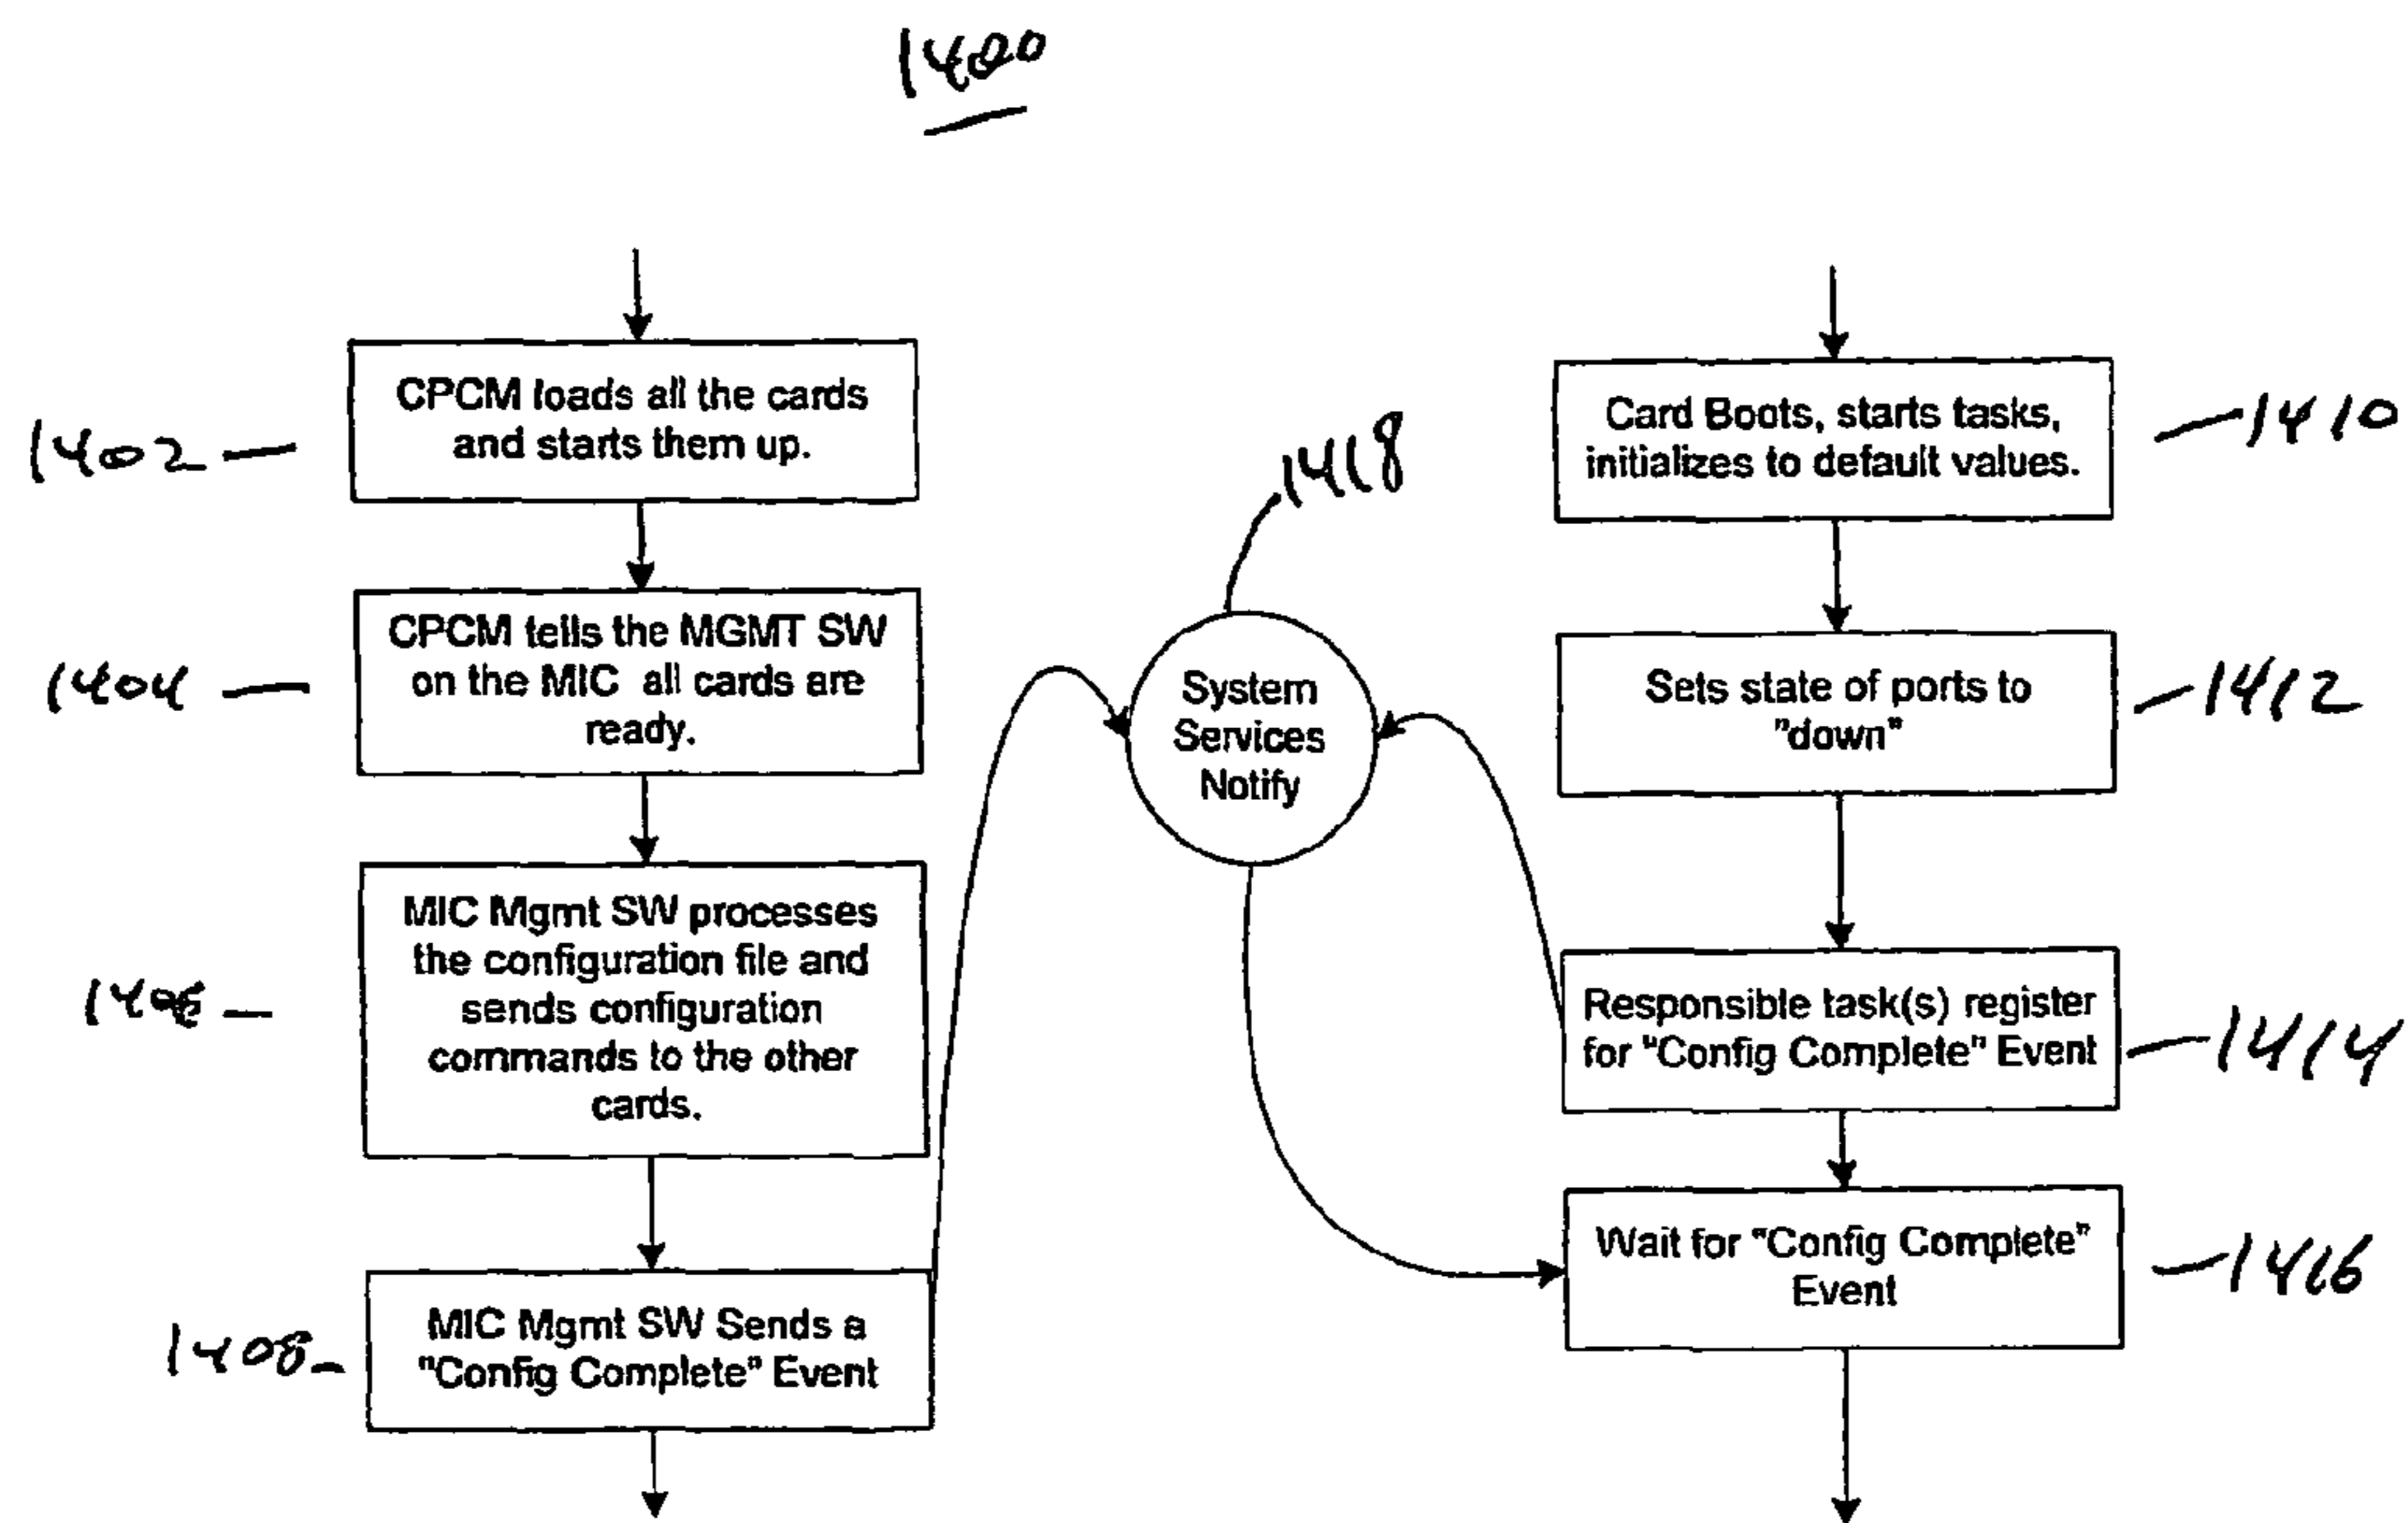 1400
1402
CPCM loads all the cards
and starts them up.
1404
CPCM tells the MGMT SW
on the MIC all cards are
ready.
1406
MIC Mgmt SW processes
the configuration file and
sends configuration
commands to the other
cards.
1408
MIC Mgmt SW Sends a
"Config Complete" Event
1418
System
Services
Notify
Card Boots, starts tasks,
initializes to default values.
1410
Sets state of ports to
"down"
1412
Responsible task(s) register
for "Config Complete" Event
1414
Wait for "Config Complete"
Event
1416